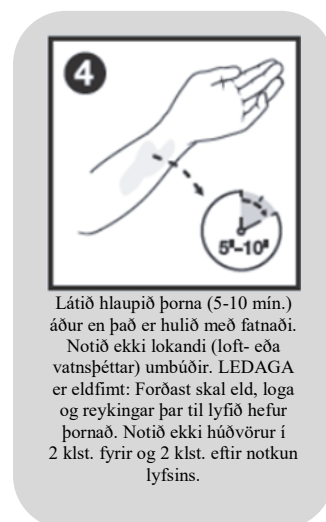 4
5ᵍ-10ᵍ
Látið hlaupið þorna (5-10 mín.)
áður en það er hulið með fatnaði.
Notið ekki lokandi (loft- eða
vatnsþéttar) umbúðir. LEDAGA
er eldfimt: Forðast skal eld, loga
og reykingar þar til lyfið hefur
þornað. Notið ekki húðvörur í
2 klst. fyrir og 2 klst. eftir notkun
lyfsins.